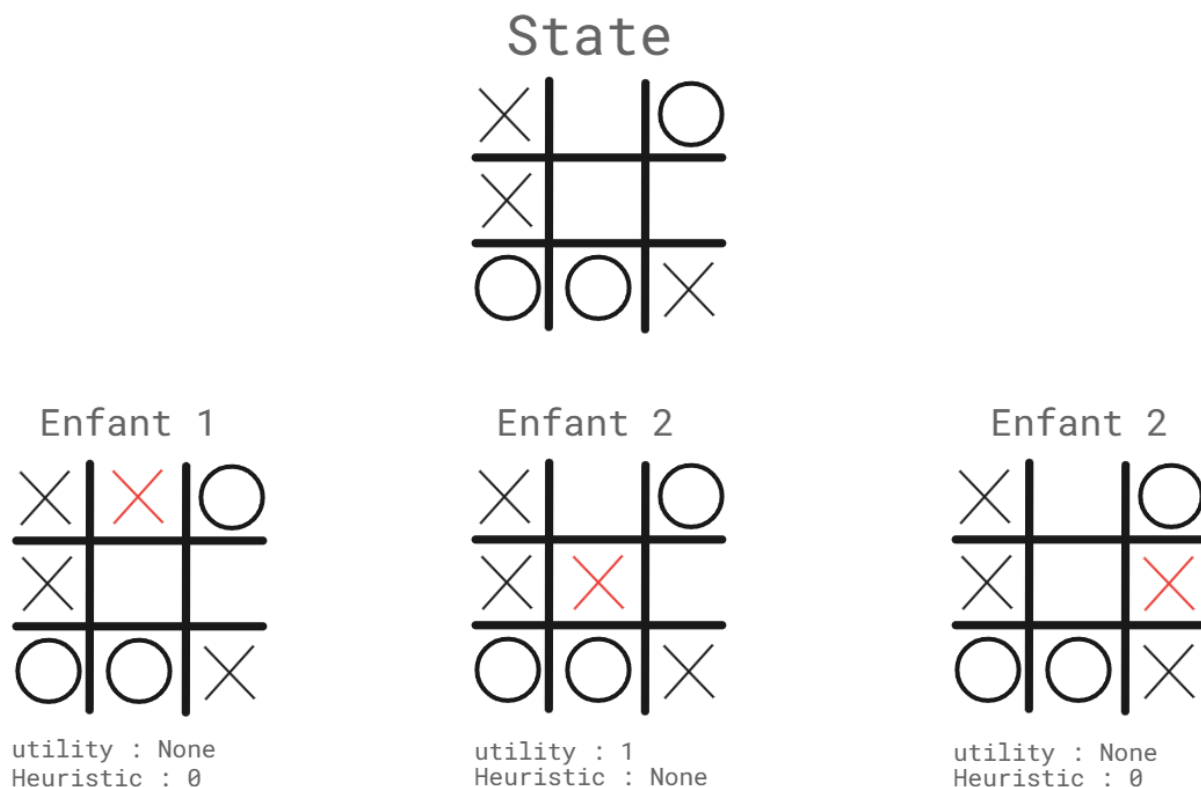 State
Enfant 1
Enfant 2
Enfant 2
utility : None
Heuristic : 0
utility : 1
Heuristic : None
utility : None
Heuristic : 0